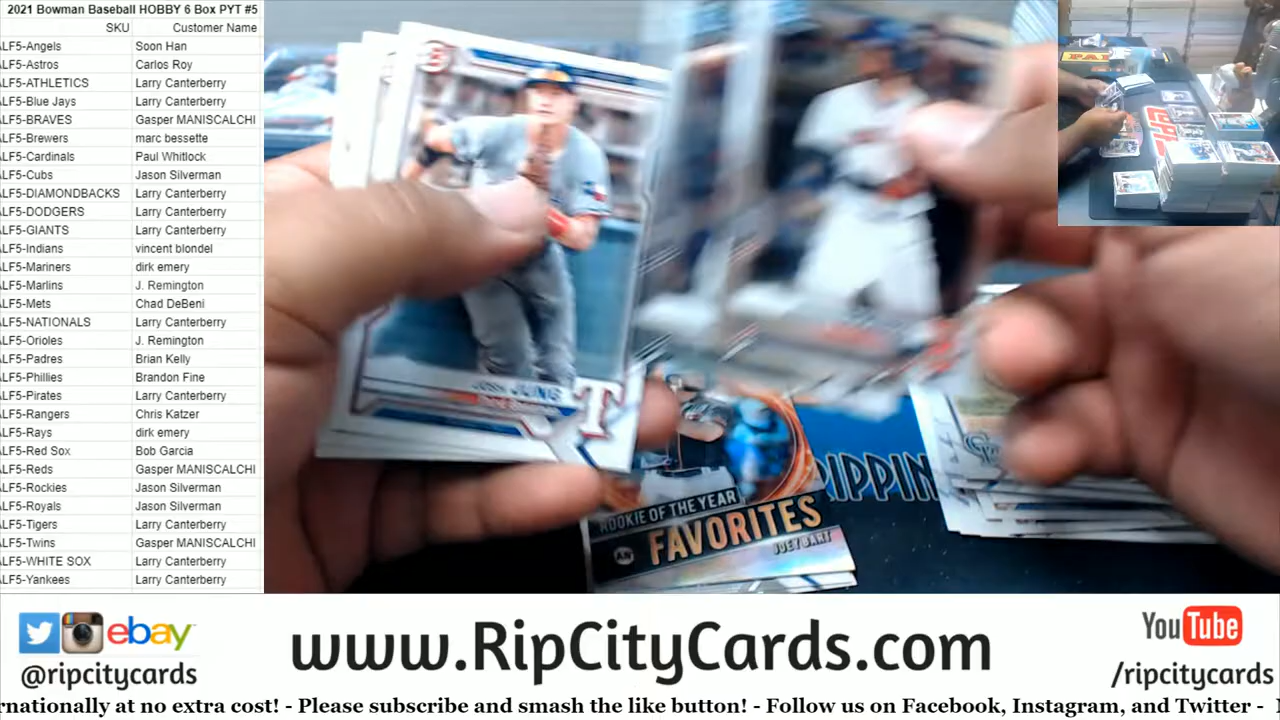 2021 Bowman Baseball HOBBY 6 Box PYT #5
SKU Customer Name
ALF5-Angels Soon Han
ALF5-Astros Carlos Roy
ALF5-ATHLETICS Larry Canterberry
ALF5-Blue Jays Larry Canterberry
ALF5-BRAVES Gasper MANISCALCHI
ALF5-Brewers marc bessette
ALF5-Cardinals Paul Whitlock
ALF5-Cubs Jason Silverman
ALF5-DIAMONDBACKS Larry Canterberry
ALF5-DODGERS Larry Canterberry
ALF5-GIANTS Larry Canterberry
ALF5-Indians vincent blondel
ALF5-Mariners dirk emery
ALF5-Marlins J. Remington
ALF5-Mets Chad DeBeni
ALF5-NATIONALS Larry Canterberry
ALF5-Orioles J. Remington
ALF5-Padres Brian Kelly
ALF5-Phillies Brandon Fine
ALF5-Pirates Larry Canterberry
ALF5-Rangers Chris Katzer
ALF5-Rays dirk emery
ALF5-Red Sox Bob Garcia
ALF5-Reds Gasper MANISCALCHI
ALF5-Rockies Jason Silverman
ALF5-Royals Jason Silverman
ALF5-Tigers Larry Canterberry
ALF5-Twins Gasper MANISCALCHI
ALF5-WHITE SOX Larry Canterberry
ALF5-Yankees Larry Canterberry
JOSH JUNG
T
RIPPIN
ROOKIE OF THE YEAR
FAVORITES
JOEY BART
ebay
@ripcitycards
www.RipCityCards.com
YouTube
/ripcitycards
rnationally at no extra cost! - Please subscribe and smash the like button! - Follow us on Facebook, Instagram, and Twitter -